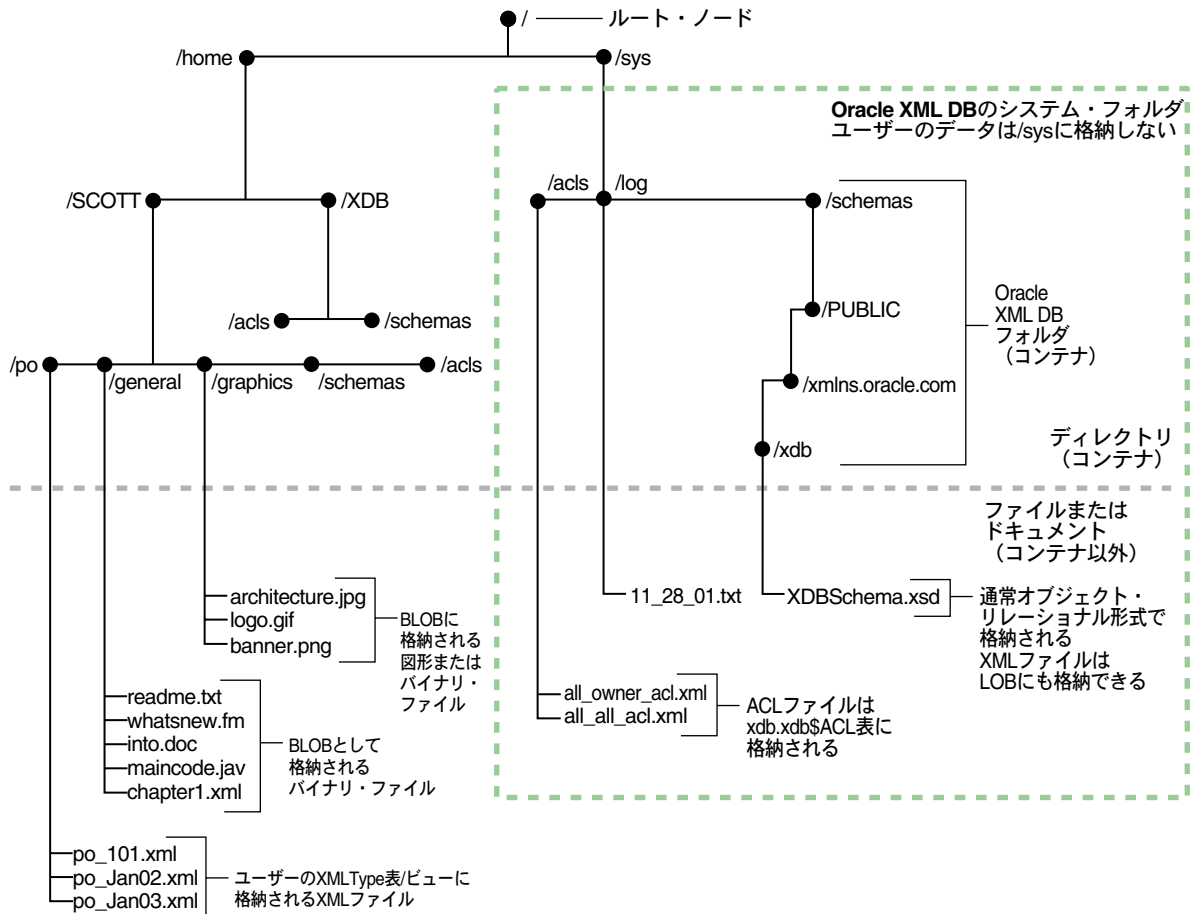 / ルート・ノード
/home
/sys
Oracle XML DBのシステム・フォルダ
ユーザーのデータは/sysに格納しない
/SCOTT
/XDB
/acls
/log
/schemas
/acls
/schemas
/PUBLIC
Oracle
XML DB
フォルダ
（コンテナ）
/po
/general
/graphics
/schemas
/acls
/xmlns.oracle.com
/xdb
ディレクトリ
（コンテナ）
ファイルまたは
ドキュメント
（コンテナ以外）
architecture.jpg
logo.gif
banner.png
BLOBに
格納される
図形または
バイナリ・
ファイル
11_28_01.txt
XDBSchema.xsd
通常オブジェクト・
リレーショナル形式で
格納される
XMLファイルは
LOBにも格納できる
readme.txt
whatsnew.fm
into.doc
maincode.jav
chapter1.xml
BLOBとして
格納される
バイナリ・ファイル
all_owner_acl.xml
all_all_acl.xml
ACLファイルは
xdb.xdb$ACL表に
格納される
po_101.xml
po_Jan02.xml
po_Jan03.xml
ユーザーのXMLType表/ビューに
格納されるXMLファイル